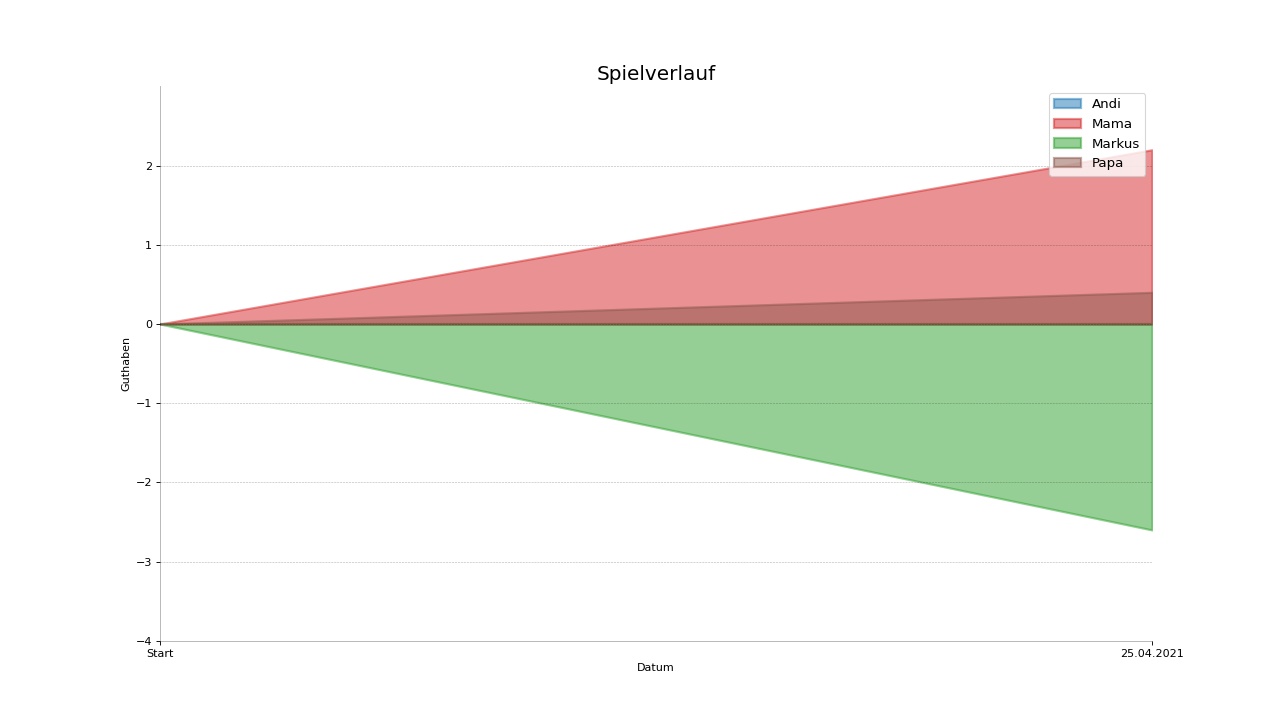 Spielverlauf
Andi
Mama
Markus
Papa
2
1
0
−1
−2
−3
−4
Guthaben
Start
25.04.2021
Datum